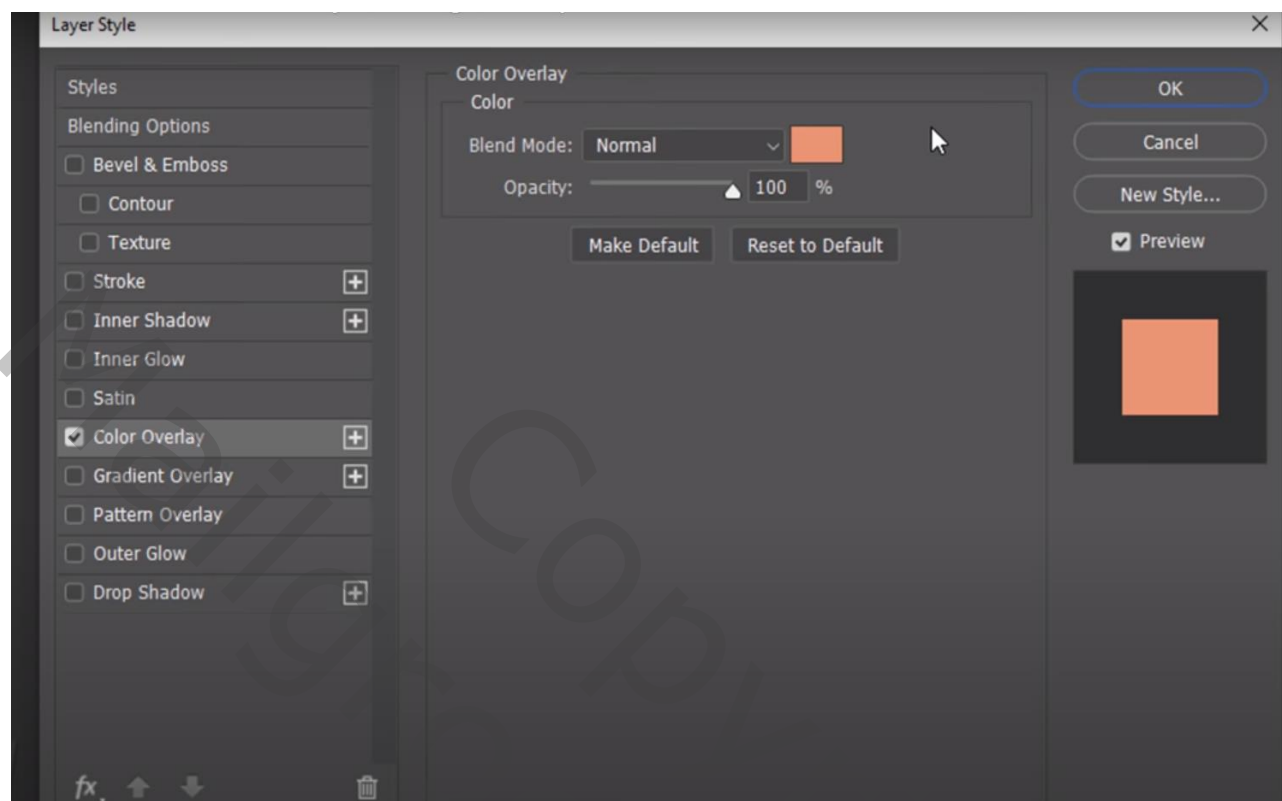 Layer Style
Styles
Blending Options
Bevel & Emboss
Contour
Texture
Stroke
Inner Shadow
Inner Glow
Satin
Color Overlay
Gradient Overlay
Pattern Overlay
Outer Glow
Drop Shadow
fx
Color Overlay
Color
Blend Mode: Normal
Opacity: 100 %
Make Default Reset to Default
OK
Cancel
New Style...
Preview